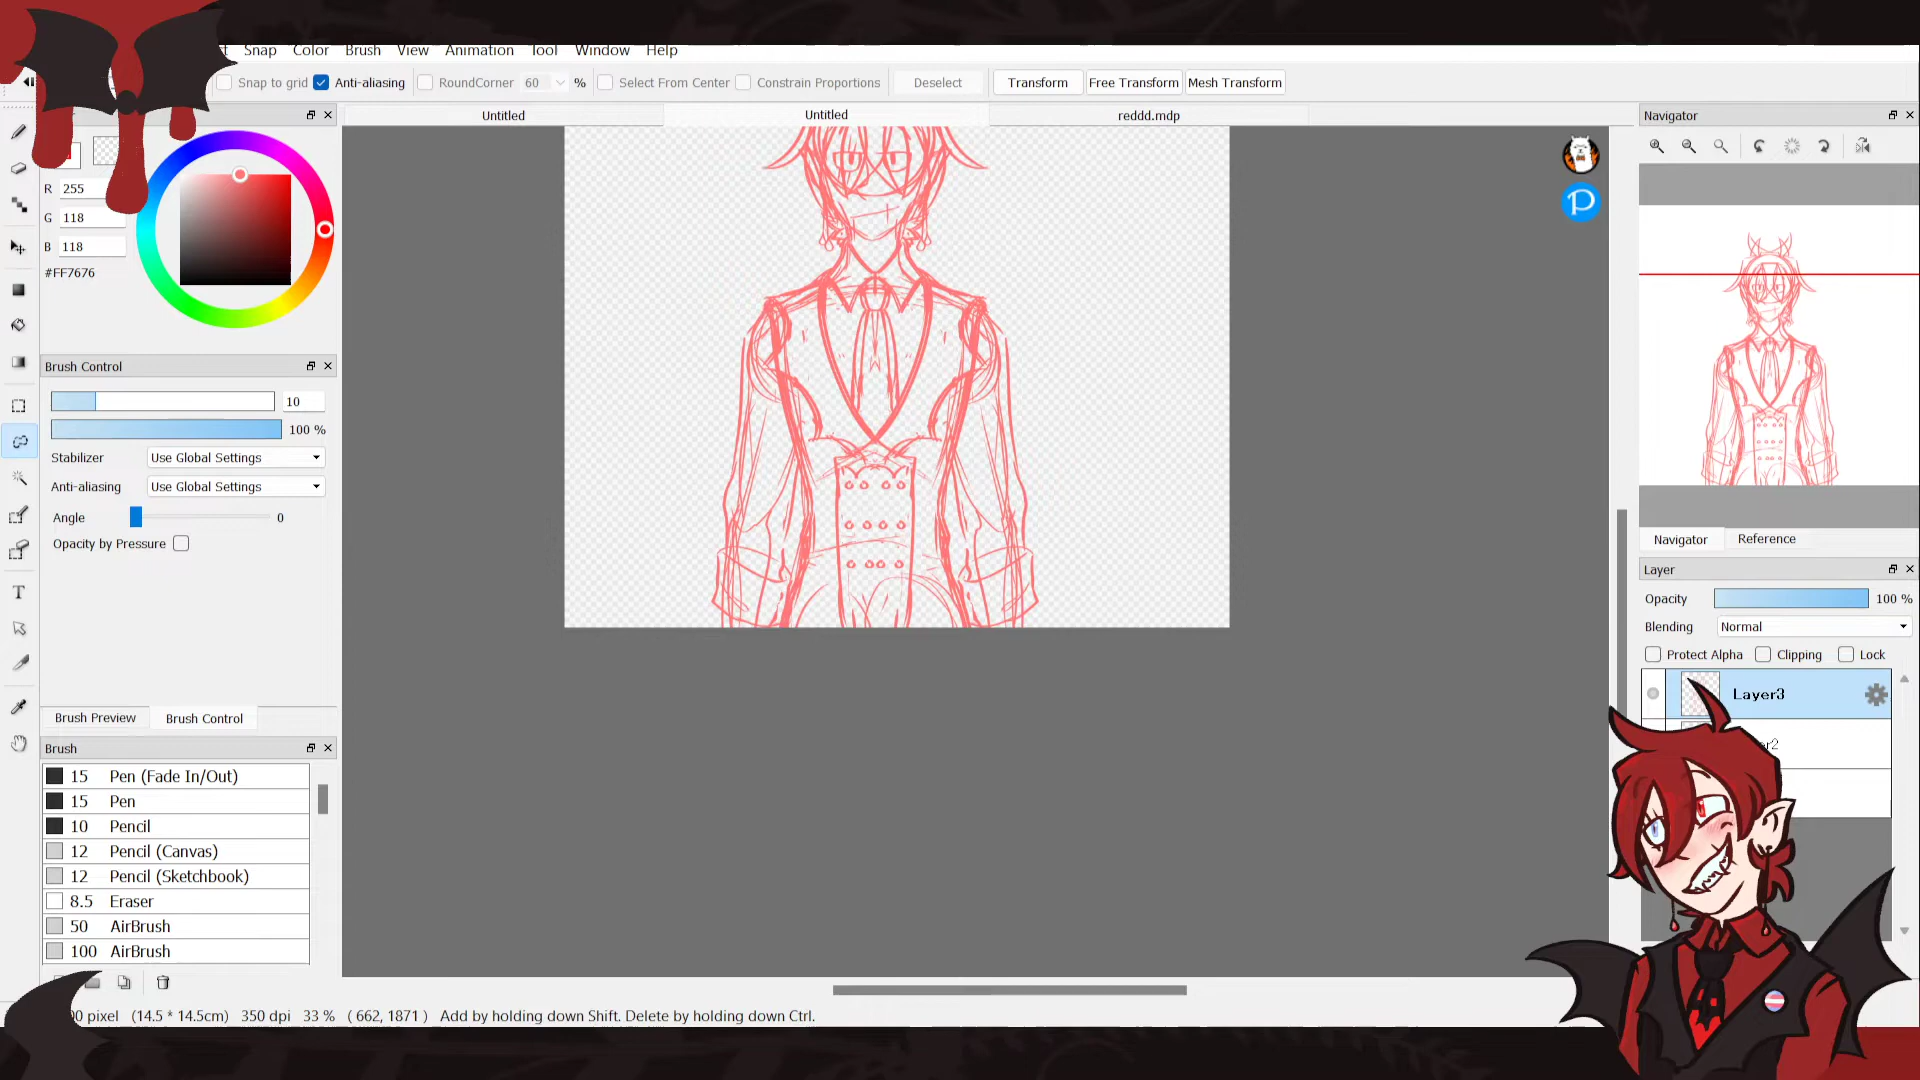 Snap Color Brush View Animation Tool Window Help
Snap to grid Anti-aliasing RoundCorner 60 % Select From Center Constrain Proportions Deselect Transform Free Transform Mesh Transform
Untitled Untitled reddd.mdp
R 255
G 118
B 118
#FF7676
Brush Control
10
100 %
Stabilizer Use Global Settings
Anti-aliasing Use Global Settings
Angle 0
Opacity by Pressure
Brush Preview Brush Control
Brush
15 Pen (Fade In/Out)
15 Pen
10 Pencil
12 Pencil (Canvas)
12 Pencil (Sketchbook)
8.5 Eraser
50 AirBrush
100 AirBrush
T
P
Navigator
Navigator Reference
Layer
Opacity 100 %
Blending Normal
Protect Alpha Clipping Lock
Layer3
er2
pixel (14.5 * 14.5cm) 350 dpi 33 % ( 662, 1871 ) Add by holding down Shift. Delete by holding down Ctrl.